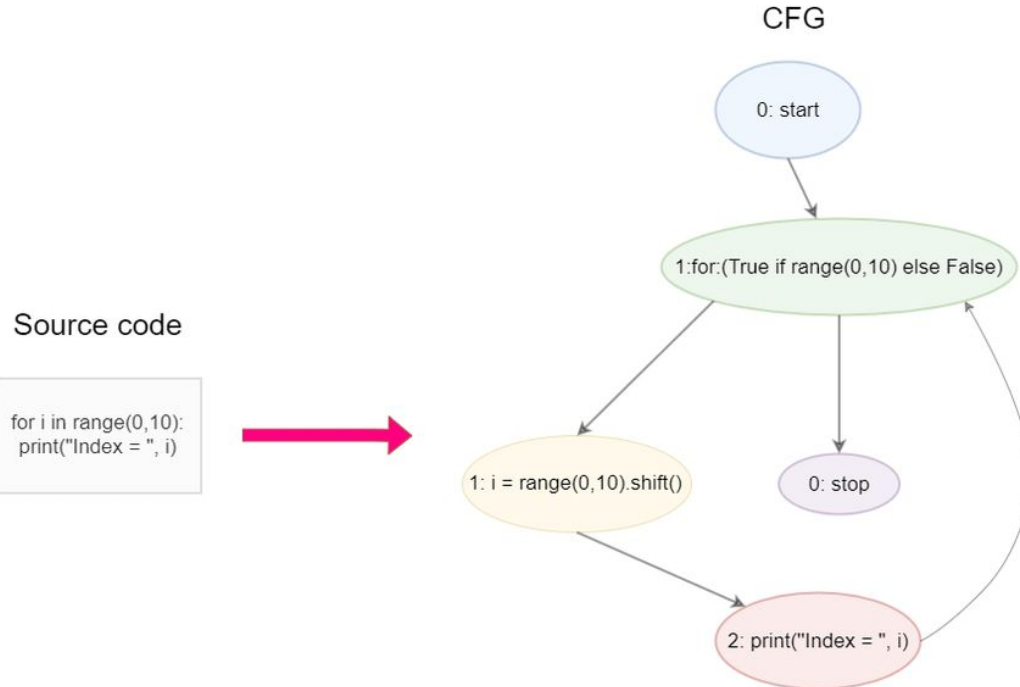 CFG
0: start
1:for:(True if range(0,10) else False)
Source code
for i in range(0,10):
print("Index = ", i)
1: i = range(0,10).shift()
0: stop
2: print("Index = ", i)